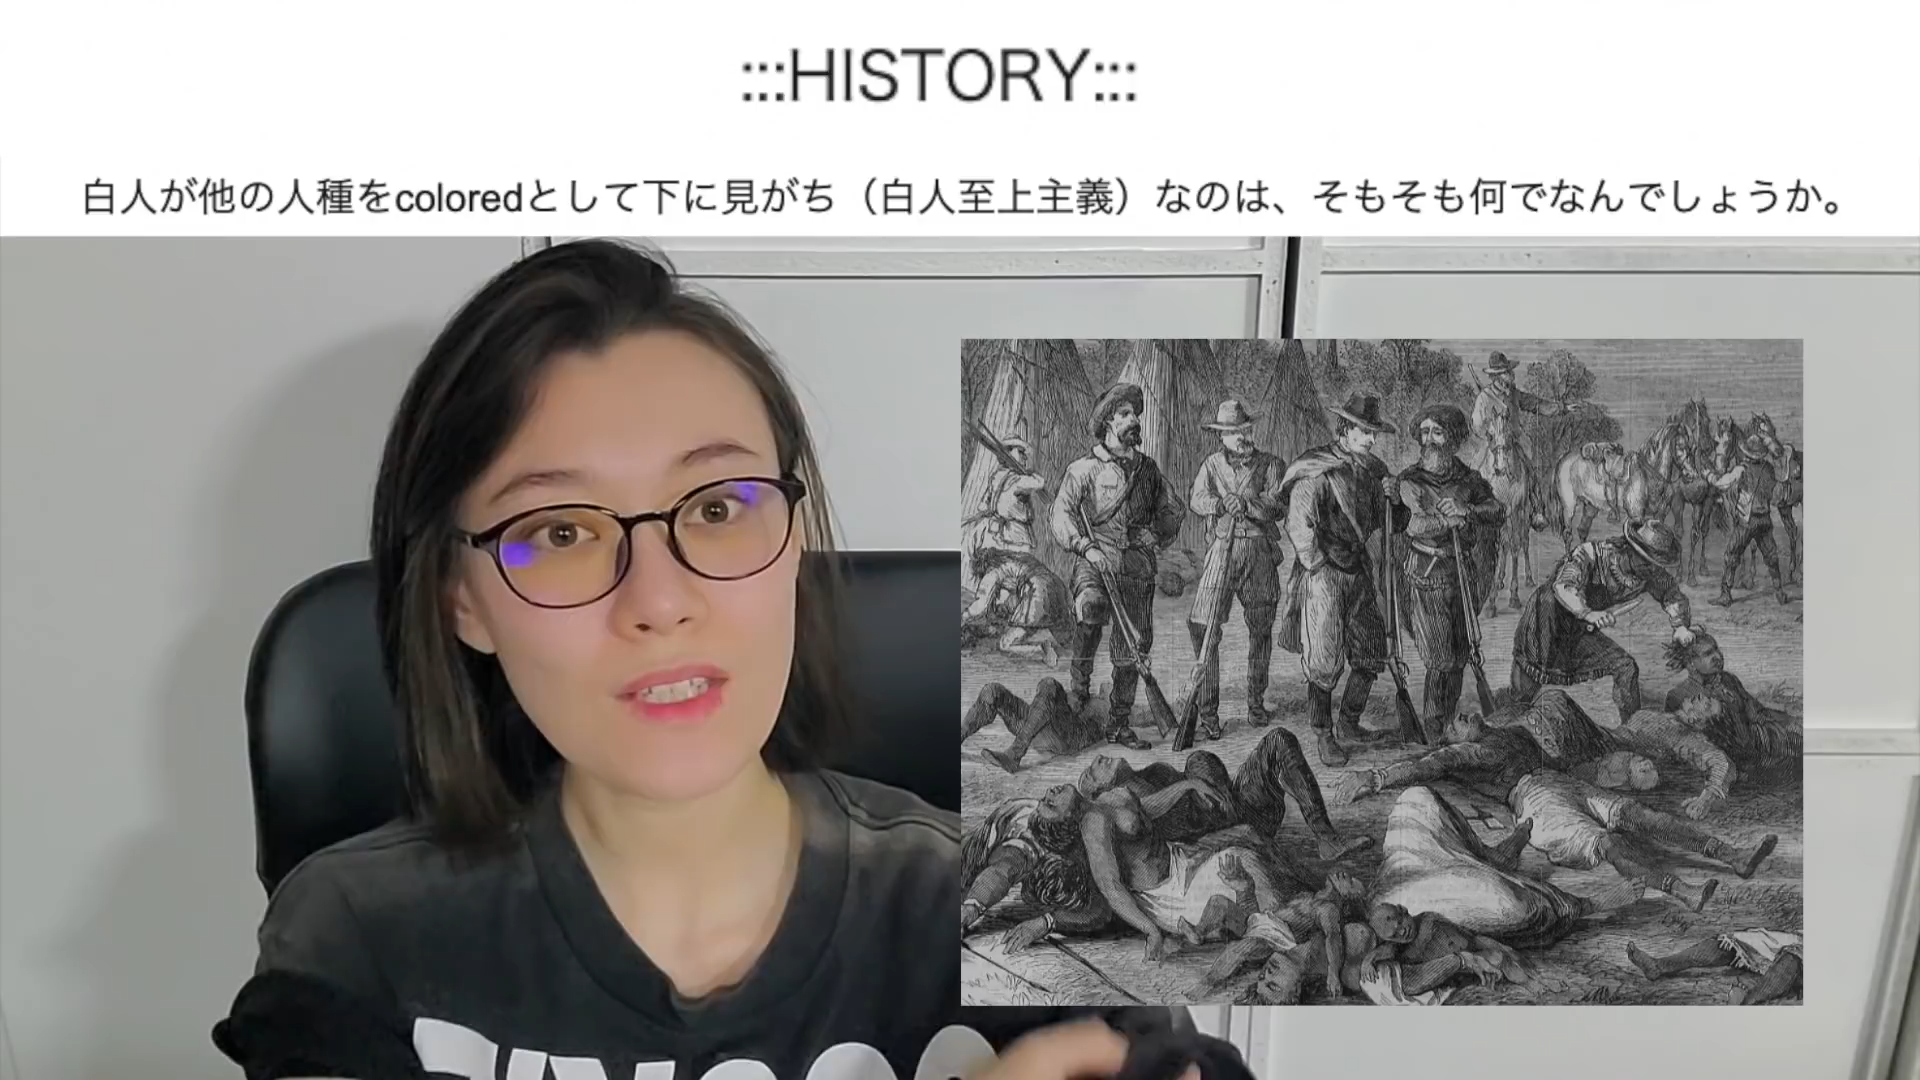 :::HISTORY:::
白人が他の人種をcoloredとして下に見がち（白人至上主義）なのは、そもそも何でなんでしょうか。